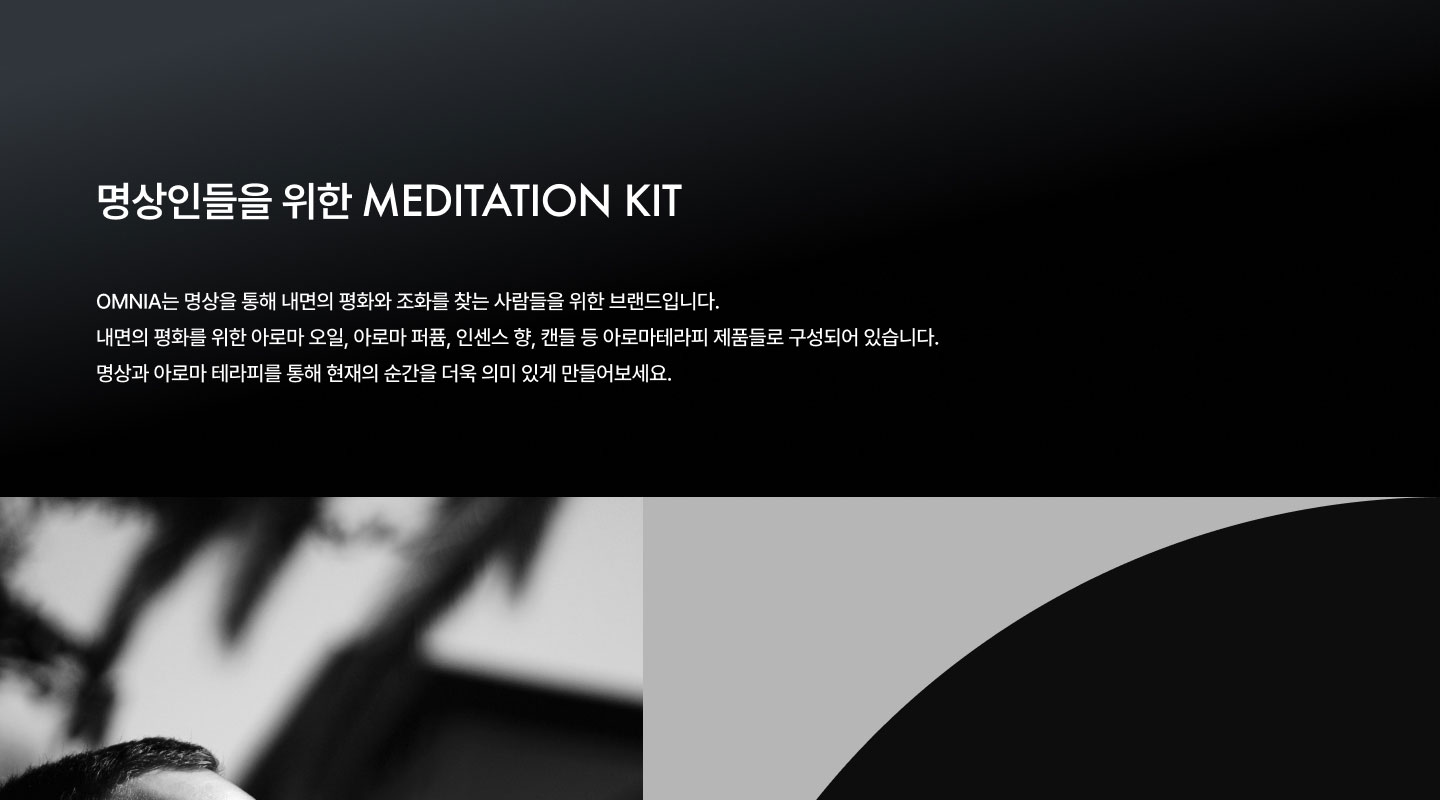 명상인들을 위한 MEDITATION KIT
OMNIA는 명상을 통해 내면의 평화와 조화를 찾는 사람들을 위한 브랜드입니다.
내면의 평화를 위한 아로마 오일, 아로마 퍼퓸, 인센스 향, 캔들 등 아로마테라피 제품들로 구성되어 있습니다.
명상과 아로마 테라피를 통해 현재의 순간을 더욱 의미 있게 만들어보세요.